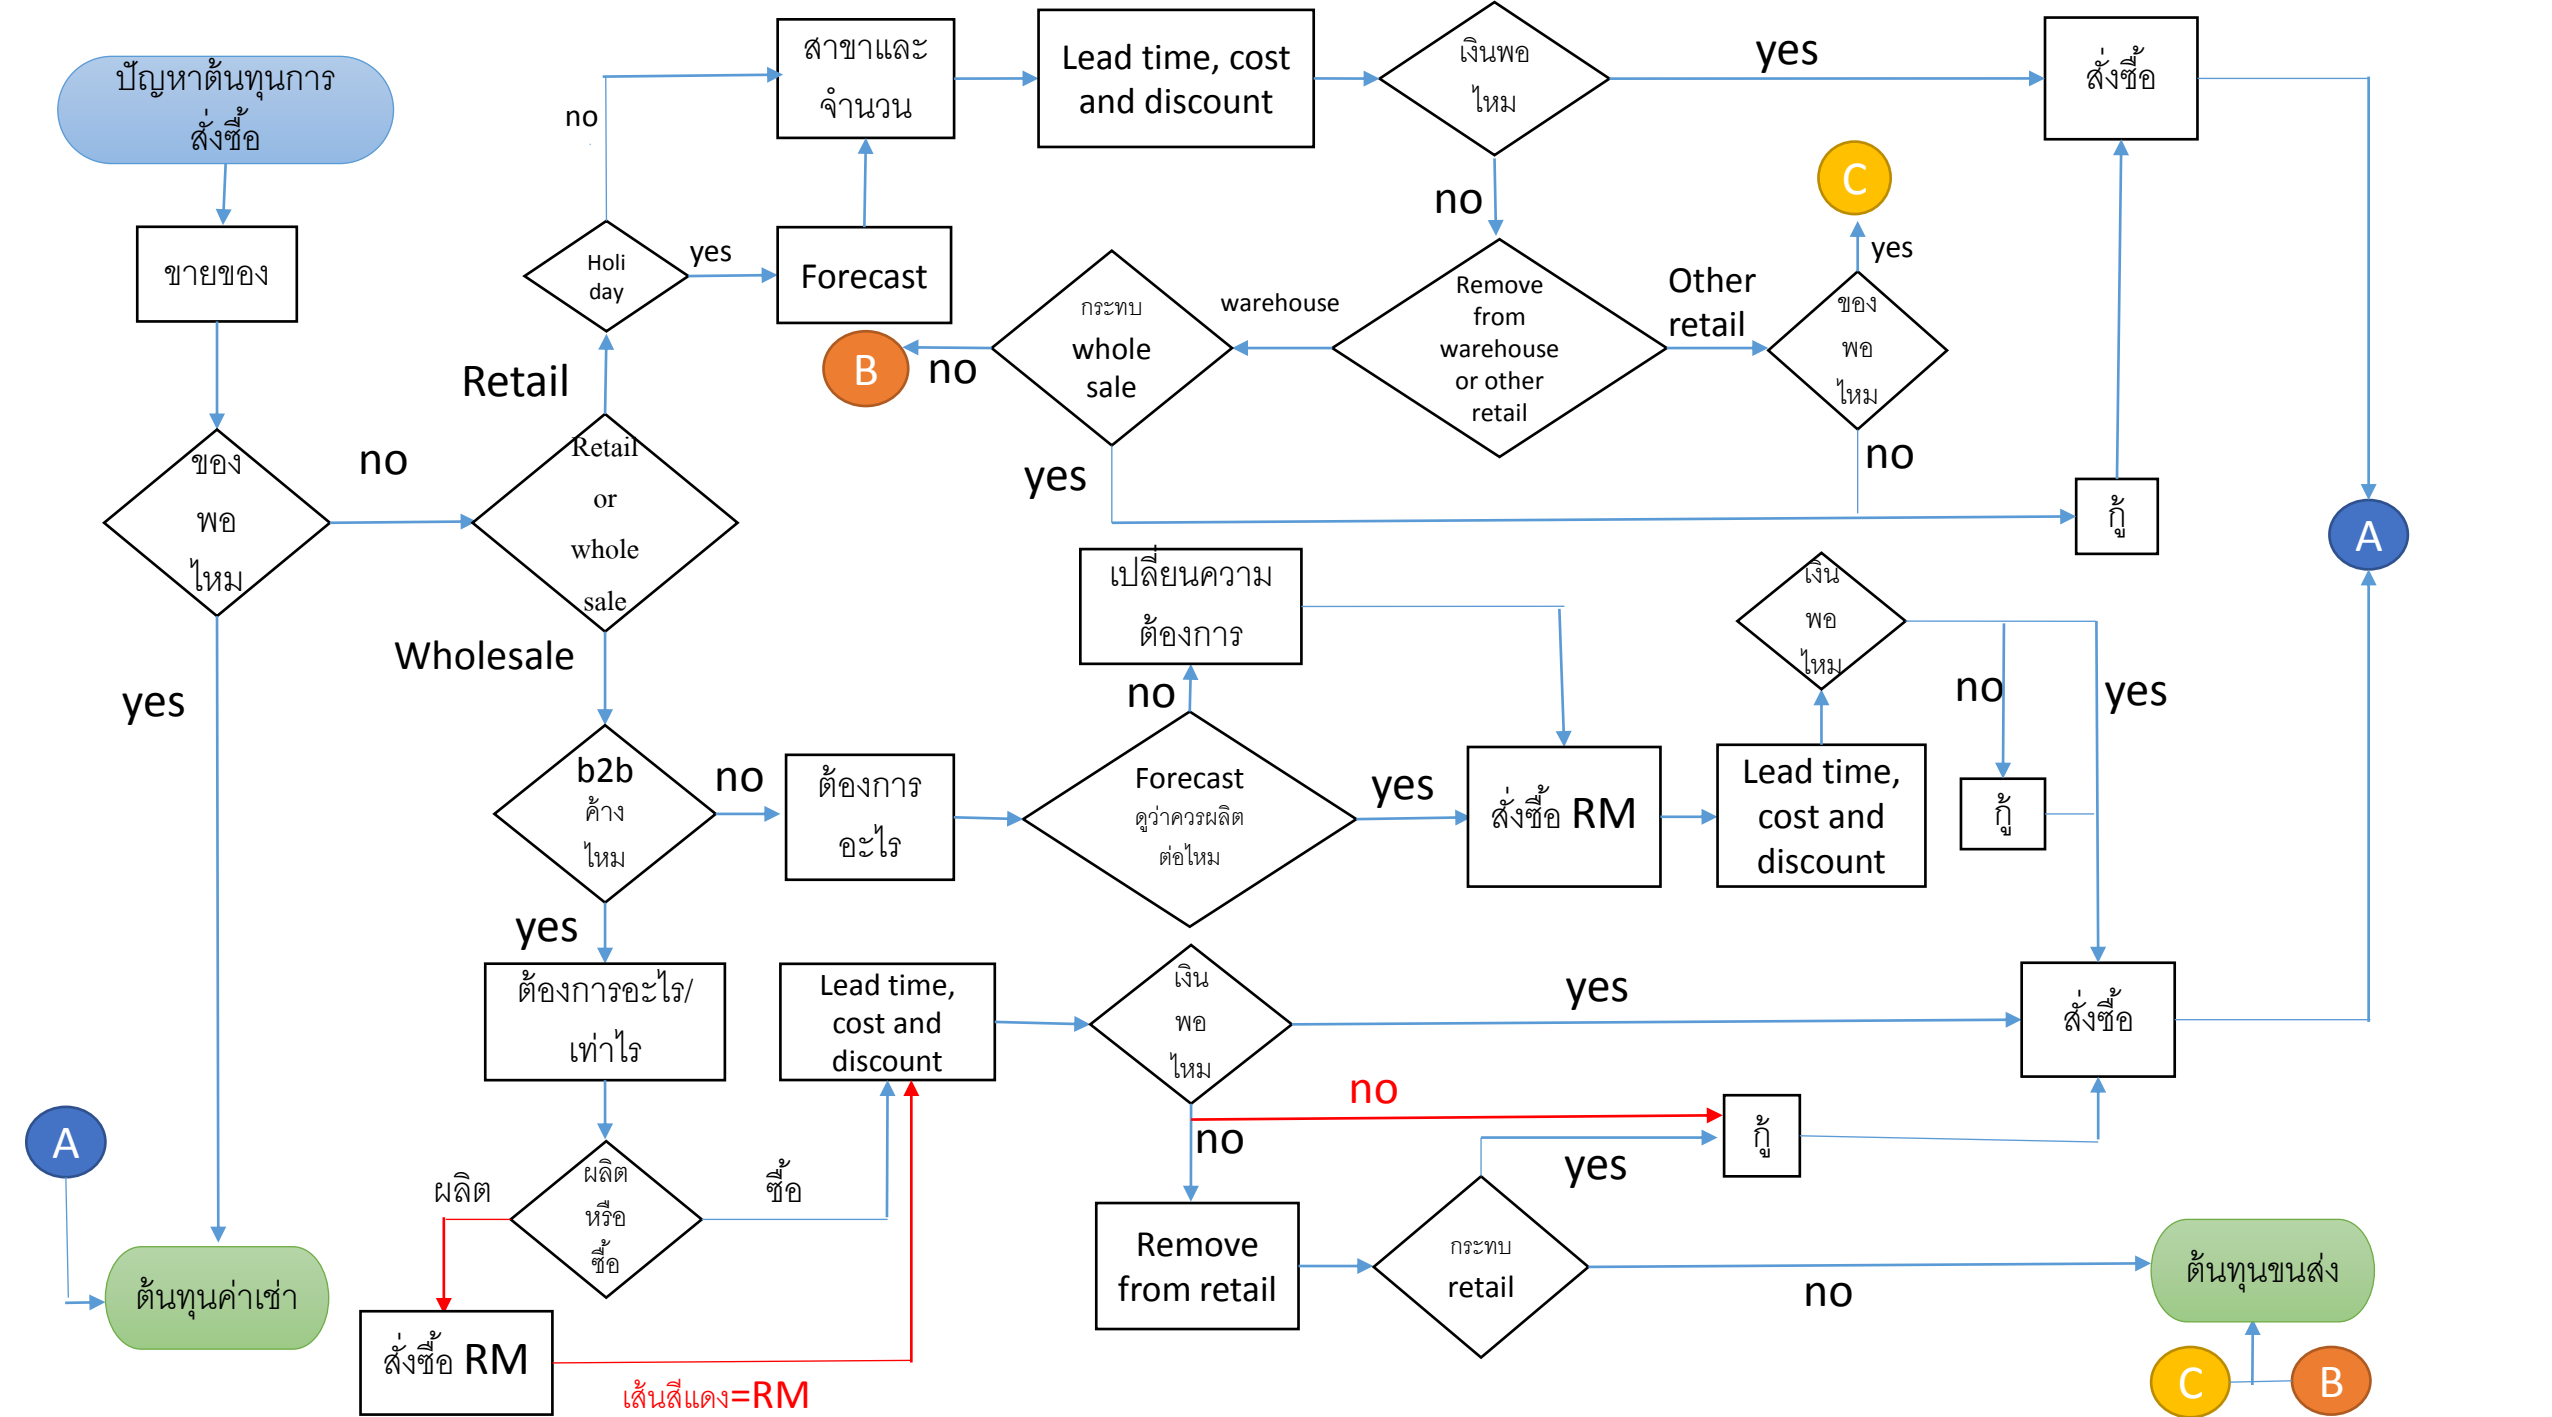 ปัญหาต้นทุนการ
สั่งซื้อ
ขายของ
ของ
พอ
ไหม
no
yes
A
ต้นทุนค่าเช่า
Retail
or
whole
sale
Retail
Wholesale
Holi
day
no
yes
Forecast
สาขาและ
จำนวน
Lead time, cost
and discount
เงินพอ
ไหม
yes
สั่งซื้อ
no
Remove
from
warehouse
or other
retail
warehouse
กระทบ
whole
sale
no
B
yes
Other
retail
ของ
พอ
ไหม
yes
C
no
กู้
A
b2b
ค้าง
ไหม
no
ต้องการ
อะไร
Forecast
ดูว่าควรผลิต
ต่อไหม
no
เปลี่ยนความ
ต้องการ
yes
สั่งซื้อ RM
Lead time,
cost and
discount
เงิน
พอ
ไหม
no
yes
กู้
yes
ต้องการอะไร/
เท่าไร
ผลิต
หรือ
ซื้อ
ผลิต
ซื้อ
สั่งซื้อ RM
เส้นสีแดง=RM
Lead time,
cost and
discount
เงิน
พอ
ไหม
yes
สั่งซื้อ
no
no
กู้
Remove
from retail
กระทบ
retail
yes
no
ต้นทุนขนส่ง
C
B